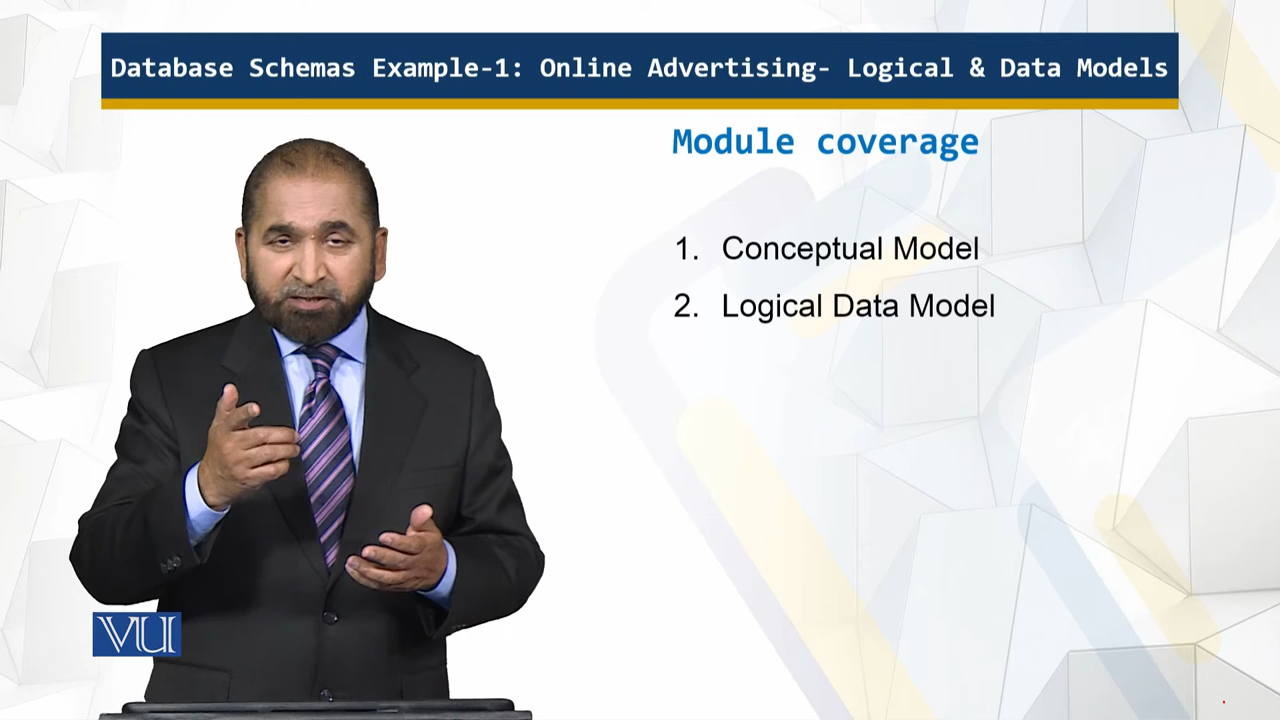 Database Schemas Example-1: Online Advertising- Logical & Data Models
Module coverage
1. Conceptual Model
2. Logical Data Model
VU